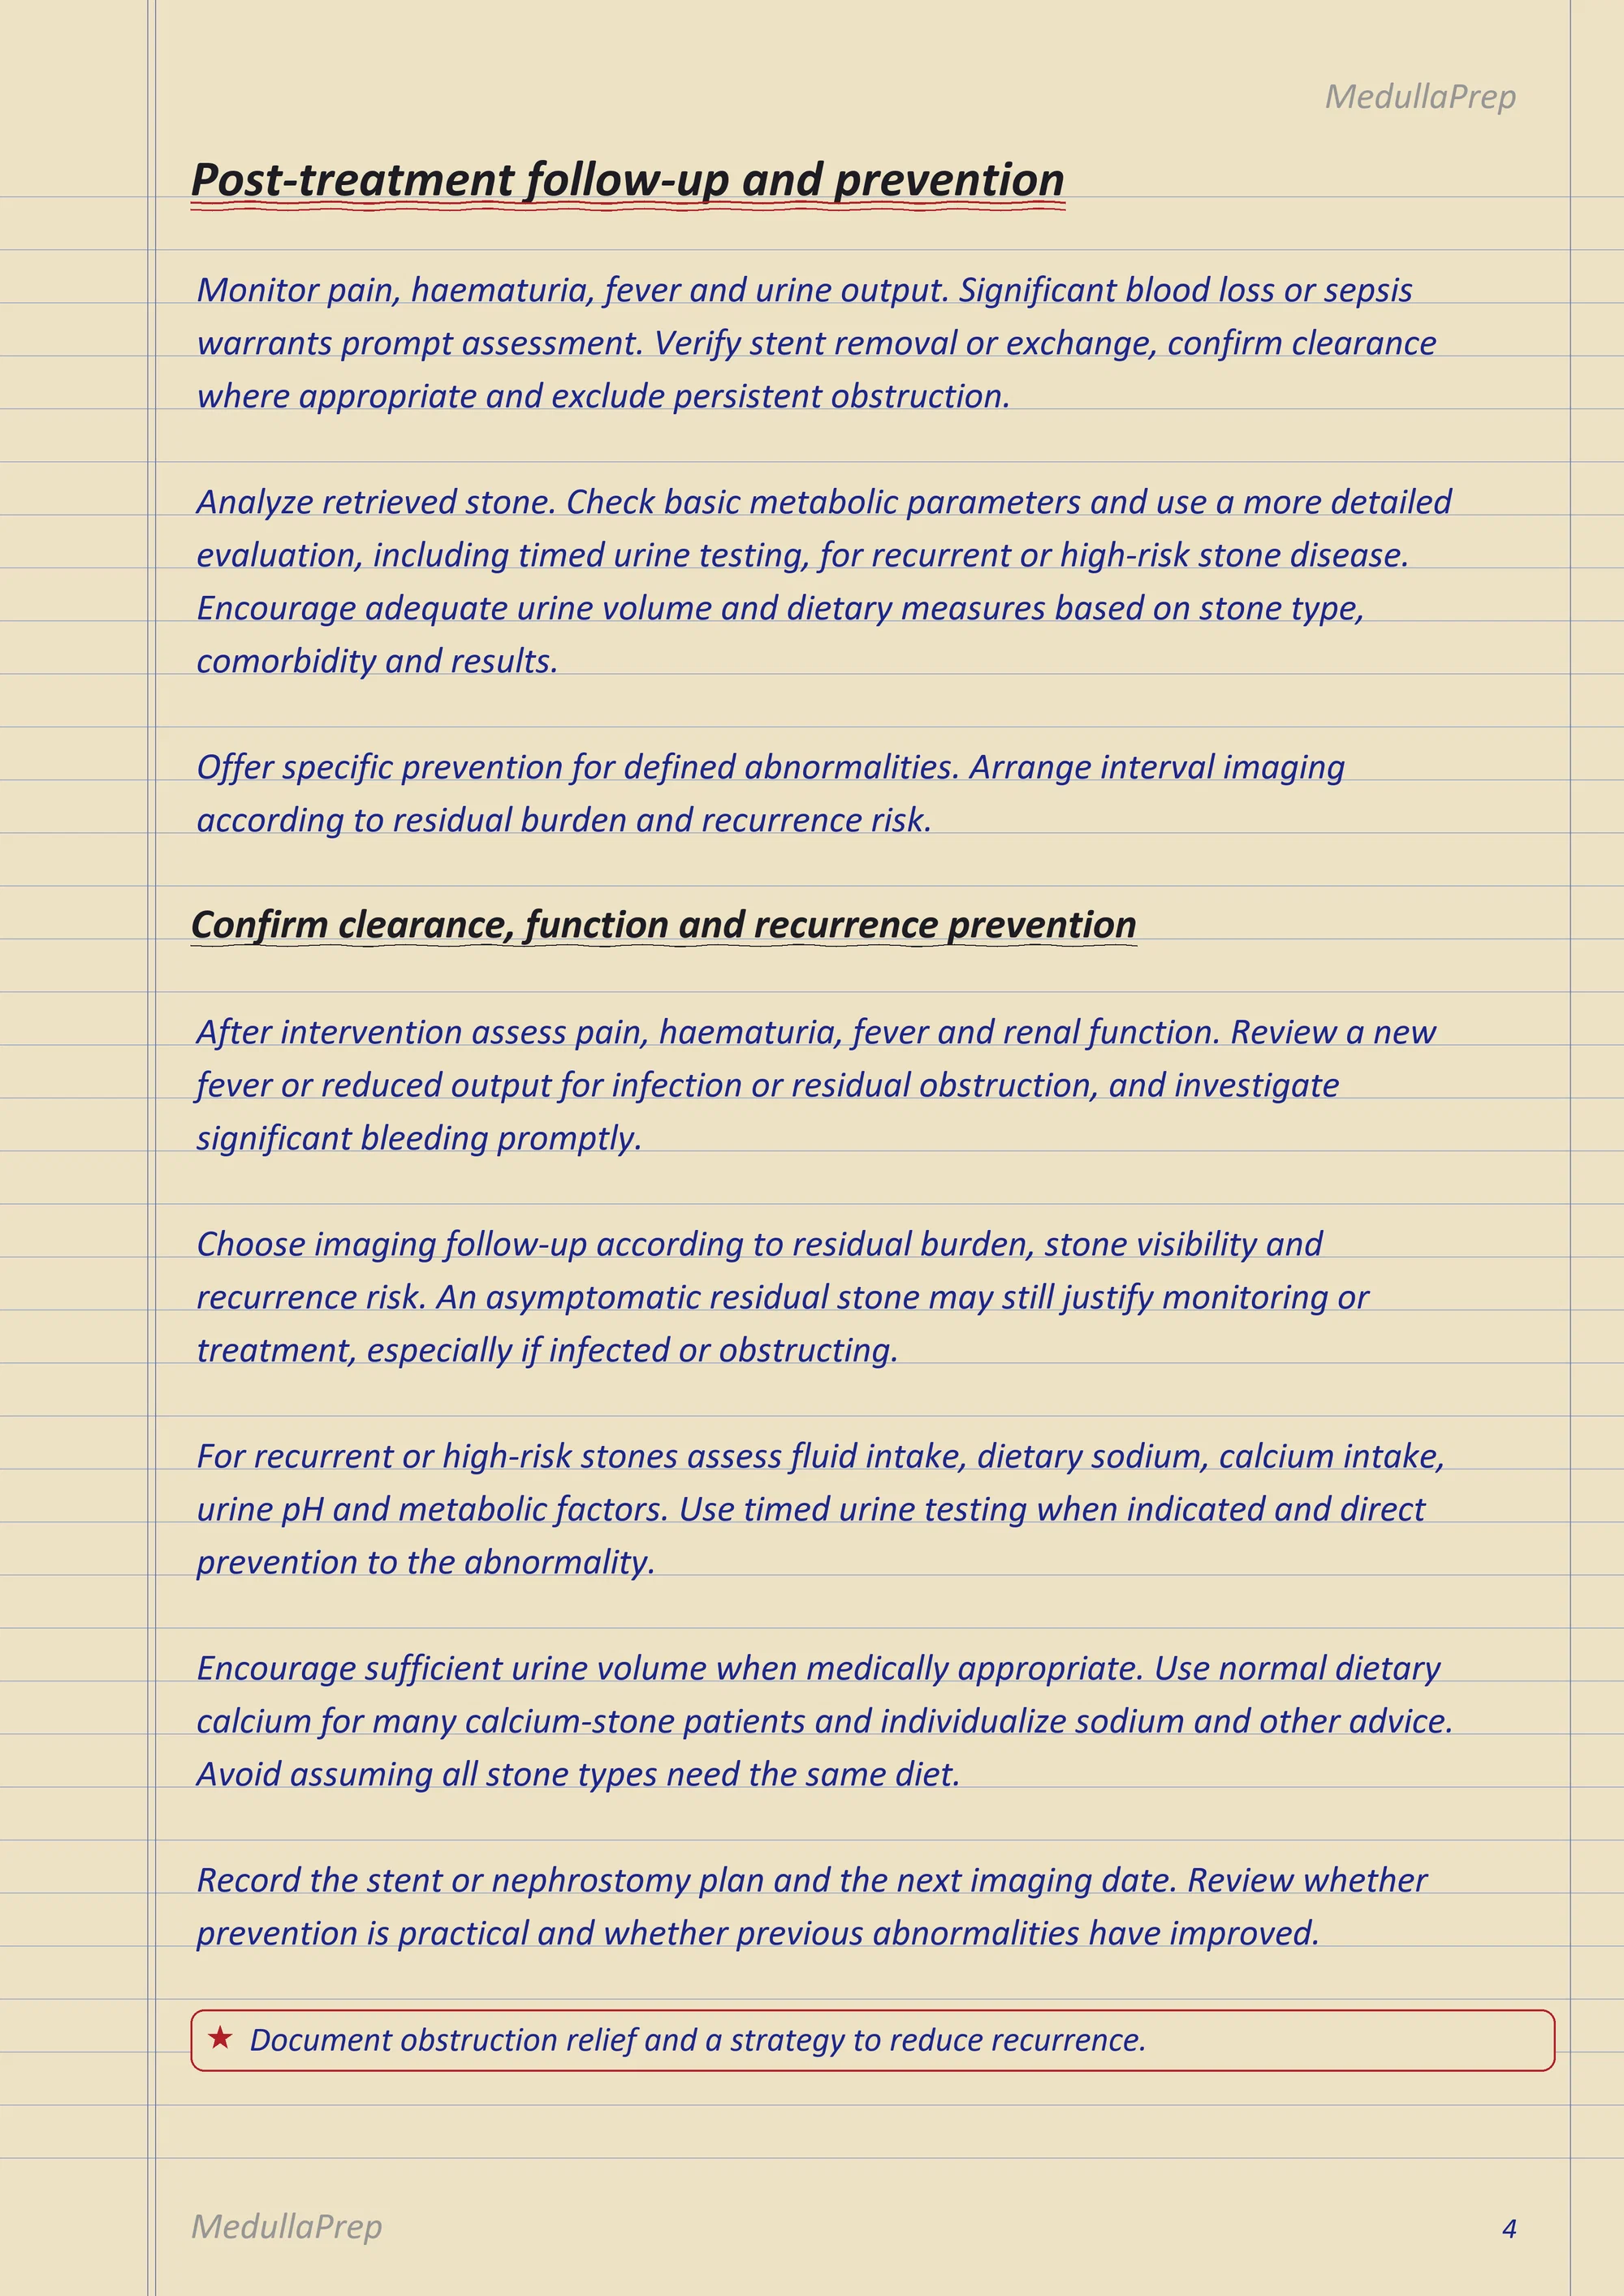 MedullaPrep
Post-treatment follow-up and prevention
Monitor pain, haematuria, fever and urine output. Significant blood loss or sepsis
warrants prompt assessment. Verify stent removal or exchange, confirm clearance
where appropriate and exclude persistent obstruction.
Analyze retrieved stone. Check basic metabolic parameters and use a more detailed
evaluation, including timed urine testing, for recurrent or high-risk stone disease.
Encourage adequate urine volume and dietary measures based on stone type,
comorbidity and results.
Offer specific prevention for defined abnormalities. Arrange interval imaging
according to residual burden and recurrence risk.
Confirm clearance, function and recurrence prevention
After intervention assess pain, haematuria, fever and renal function. Review a new
fever or reduced output for infection or residual obstruction, and investigate
significant bleeding promptly.
Choose imaging follow-up according to residual burden, stone visibility and
recurrence risk. An asymptomatic residual stone may still justify monitoring or
treatment, especially if infected or obstructing.
For recurrent or high-risk stones assess fluid intake, dietary sodium, calcium intake,
urine pH and metabolic factors. Use timed urine testing when indicated and direct
prevention to the abnormality.
Encourage sufficient urine volume when medically appropriate. Use normal dietary
calcium for many calcium-stone patients and individualize sodium and other advice.
Avoid assuming all stone types need the same diet.
Record the stent or nephrostomy plan and the next imaging date. Review whether
prevention is practical and whether previous abnormalities have improved.
★ Document obstruction relief and a strategy to reduce recurrence.
MedullaPrep
4